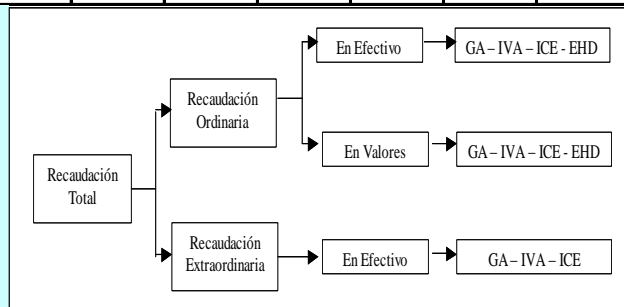 En Efectivo
GA – IVA – ICE - EHD
Recaudación
Ordinaria
En Valores
GA – IVA – ICE - EHD
Recaudación
Total
Recaudación
Extraordinaria
En Efectivo
GA – IVA – ICE